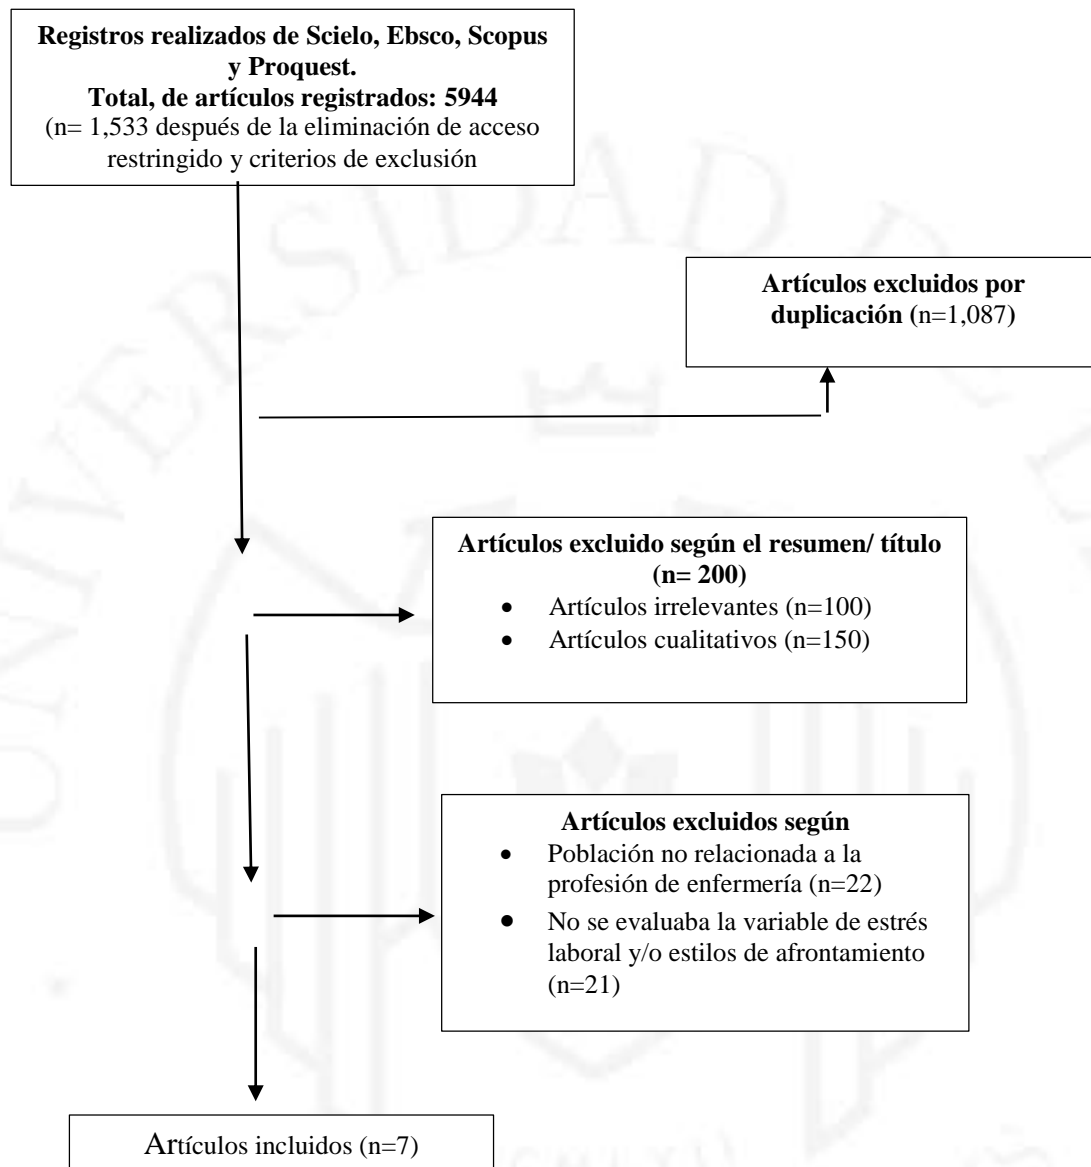 Registros realizados de Scielo, Ebsco, Scopus
y Proquest.
Total, de artículos registrados: 5944
(n= 1,533 después de la eliminación de acceso
restringido y criterios de exclusión
Artículos excluidos por
duplicación (n=1,087)
Artículos excluido según el resumen/ título
(n= 200)
• Artículos irrelevantes (n=100)
• Artículos cualitativos (n=150)
Artículos excluidos según
• Población no relacionada a la
profesión de enfermería (n=22)
• No se evaluaba la variable de estrés
laboral y/o estilos de afrontamiento
(n=21)
Artículos incluidos (n=7)